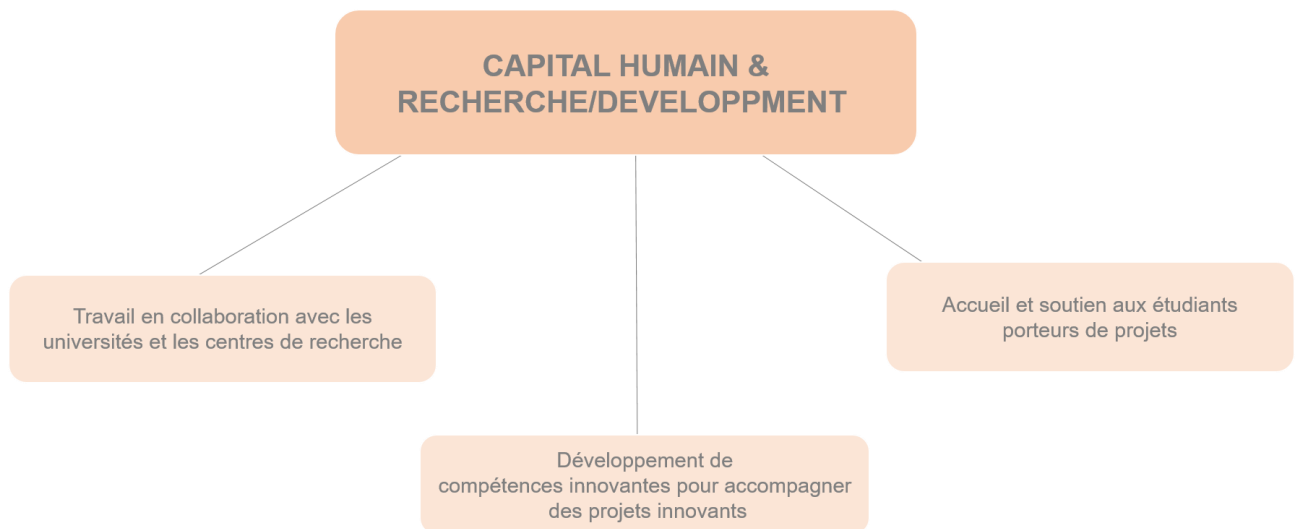 CAPITAL HUMAIN &
RECHERCHE/DEVELOPPMENT
Travail en collaboration avec les
universités et les centres de recherche
Accueil et soutien aux étudiants
porteurs de projets
Développement de
compétences innovantes pour accompagner
des projets innovants